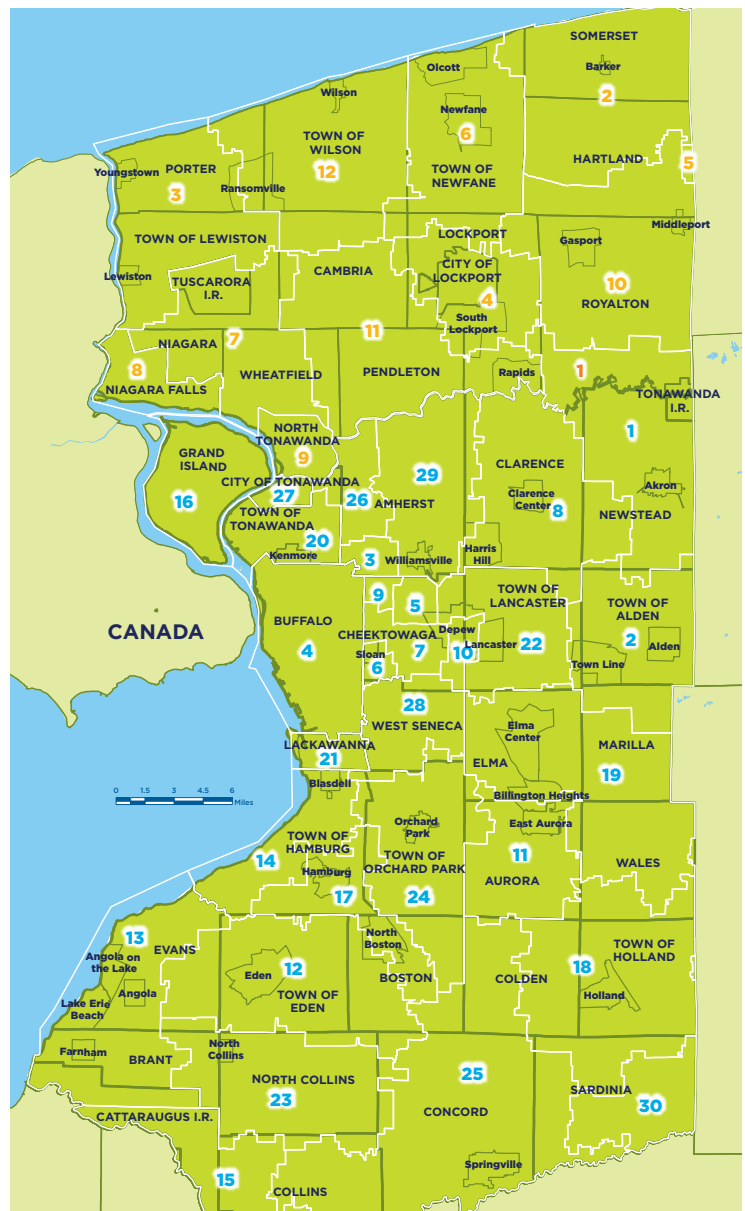 SOMERSET
Barker
2
Olcott
Wilson
Newfane
6
TOWN OF
WILSON
12
TOWN OF
NEWFANE
HARTLAND
5
Youngstown
PORTER
3
Ransomville
Middleport
TOWN OF LEWISTON
LOCKPORT
Gasport
CITY OF
LOCKPORT
4
CAMBRIA
Lewiston
TUSCARORA
I.R.
10
ROYALTON
South
Lockport
11
NIAGARA
7
8
NIAGARA FALLS
WHEATFIELD
PENDLETON
Rapids
1
TONAWANDA
I.R.
1
NORTH
TONAWANDA
9
GRAND
ISLAND
16
CITY OF TONAWANDA
27
29
26
AMHERST
CLARENCE
Clarence
Center
8
Akron
NEWSTEAD
TOWN OF
TONAWANDA
20
Kenmore
3
Williamsville
Harris
Hill
9
5
TOWN OF
LANCASTER
TOWN OF
ALDEN
2
Alden
Town Line
CANADA
BUFFALO
4
CHEEKTOWAGA
Depew
Sloan
6
7
10
Lancaster
22
28
WEST SENECA
Elma
Center
ELMA
MARILLA
19
LACKAWANNA
21
Blasdell
Billington Heights
0
1.5
3
4.5
6
Miles
Orchard
Park
East Aurora
TOWN OF
HAMBURG
14
Hamburg
17
TOWN OF
ORCHARD PARK
24
11
AURORA
WALES
13
EVANS
Angola on
the Lake
Angola
Lake Erie
Beach
Eden
12
TOWN OF
EDEN
North
Boston
BOSTON
COLDEN
18
TOWN OF
HOLLAND
Holland
Farnham
BRANT
North
Collins
NORTH COLLINS
23
25
CONCORD
SARDINIA
30
CATTARAUGUS I.R.
15
COLLINS
Springville